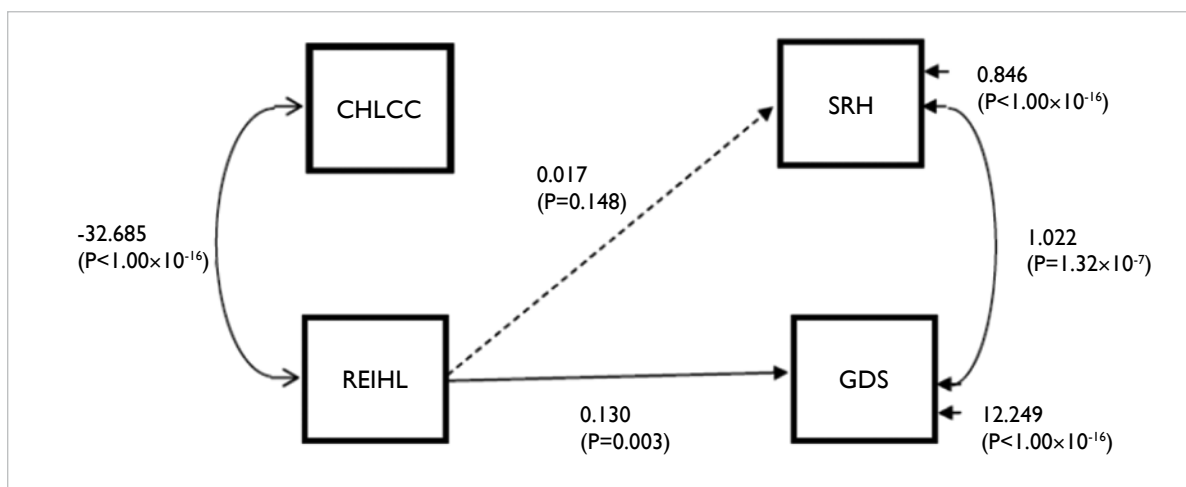 CHLCC
SRH
0.846
(P<1.00×10⁻¹⁶)
0.017
(P=0.148)
-32.685
(P<1.00×10⁻¹⁶)
1.022
(P=1.32×10⁻⁷)
REIHL
GDS
0.130
(P=0.003)
12.249
(P<1.00×10⁻¹⁶)